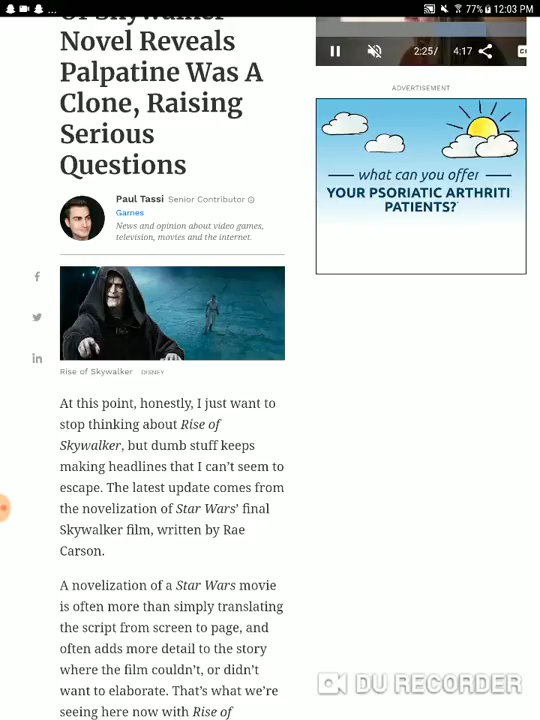 ... 77% 12:03 PM
Of Skywalker
Novel Reveals
Palpatine Was A
Clone, Raising
Serious
Questions
Paul Tassi Senior Contributor
Games
News and opinion about video games,
television, movies and the internet.
Rise of Skywalker DISNEY
At this point, honestly, I just want to
stop thinking about Rise of
Skywalker, but dumb stuff keeps
making headlines that I can't seem to
escape. The latest update comes from
the novelization of Star Wars' final
Skywalker film, written by Rae
Carson.
A novelization of a Star Wars movie
is often more than simply translating
the script from screen to page, and
often adds more detail to the story
where the film couldn't, or didn't
want to elaborate. That's what we're
seeing here now with Rise of
2:25/ 4:17
ADVERTISEMENT
what can you offer
YOUR PSORIATIC ARTHRITI
PATIENTS?
DU RECORDER